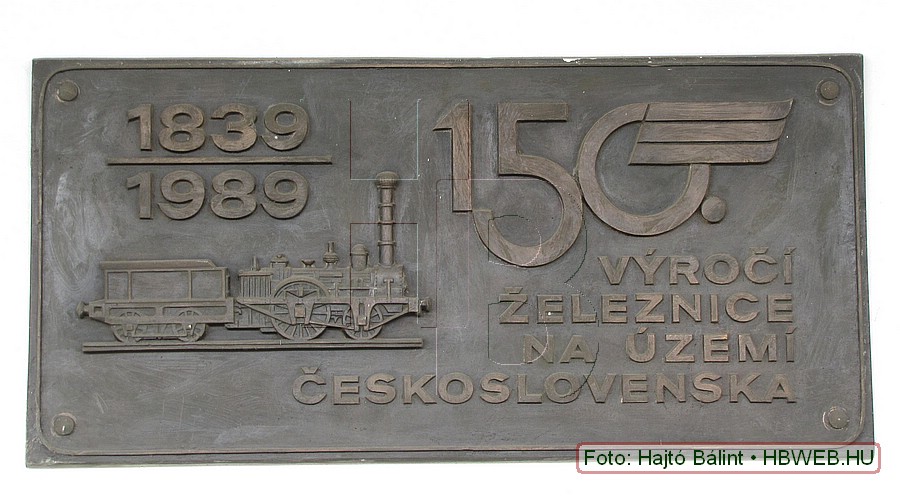 1839
1989
150.
VÝROČÍ
ŽELEZNICE
NA ÚZEMÍ
ČESKOSLOVENSKA
Foto: Hajtó Bálint • HBWEB.HU